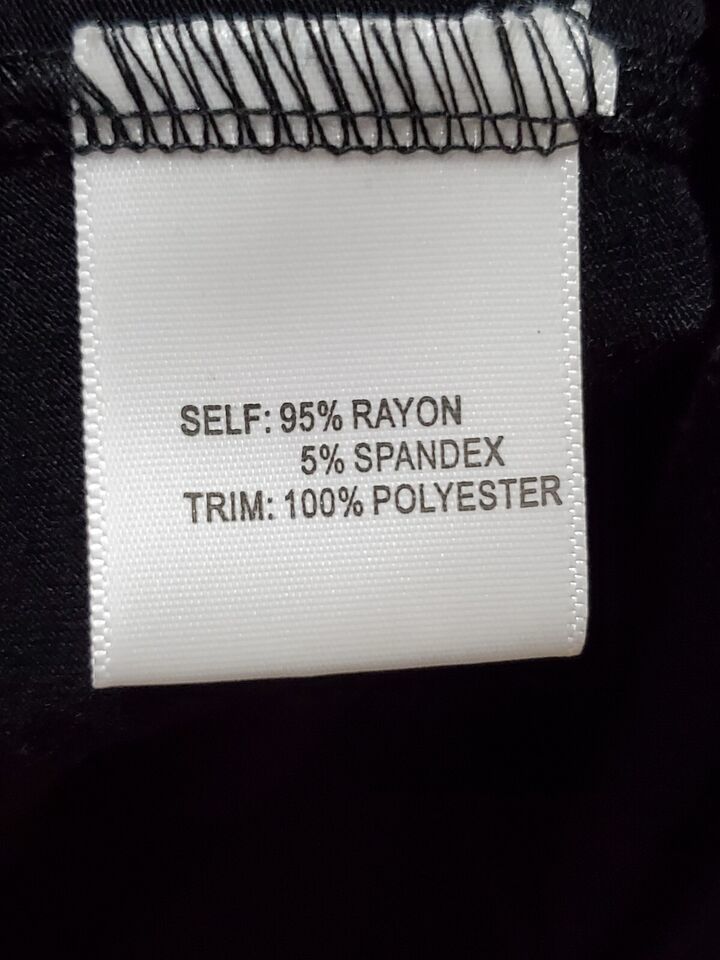 SELF: 95% RAYON
5% SPANDEX
TRIM: 100% POLYESTER